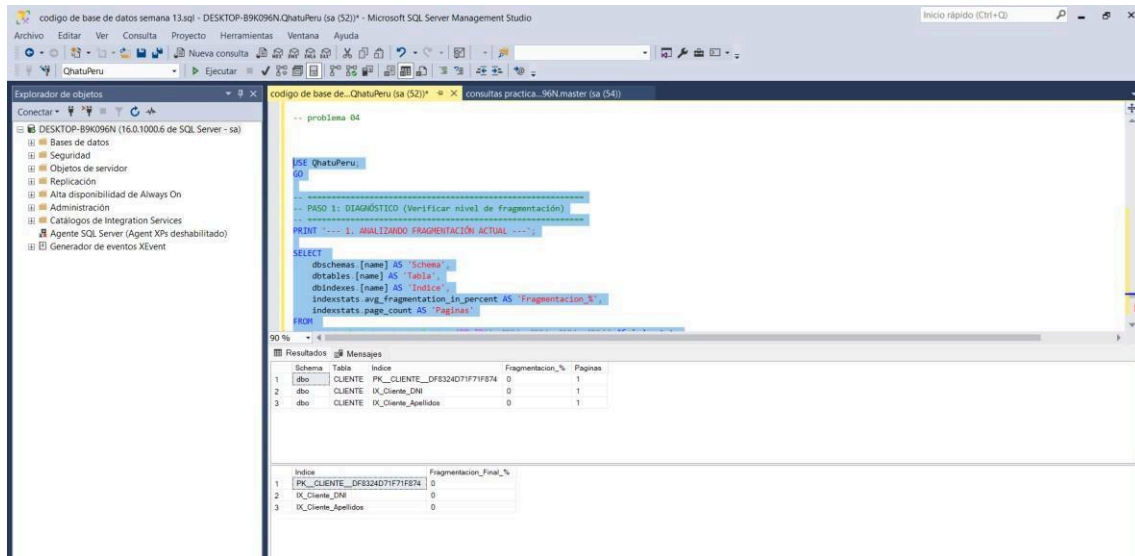 codigo de base de datos semana 13.sql - DESKTOP-B9K096N.QhatuPeru (sa (52))* - Microsoft SQL Server Management Studio
Inicio rápido (Ctrl+Q)
Archivo Editar Ver Consulta Proyecto Herramientas Ventana Ayuda
Nueva consulta
QhatuPeru Ejecutar
Explorador de objetos
Conectar
DESKTOP-B9K096N (16.0.1000.6 de SQL Server - sa)
Bases de datos
Seguridad
Objetos de servidor
Replicación
Alta disponibilidad de Always On
Administración
Catálogos de Integration Services
Agente SQL Server (Agent XPs deshabilitado)
Generador de eventos XEvent
codigo de base de...QhatuPeru (sa (52))* consultas practica...96N.master (sa (54))
-- problema 04
USE QhatuPeru;
GO
-- PASO 1: DIAGNÓSTICO (Verificar nivel de fragmentación)
PRINT '--- 1. ANALIZANDO FRAGMENTACIÓN ACTUAL ---';
SELECT
dbschemas.[name] AS 'Schema',
dbtables.[name] AS 'Tabla',
dbindexes.[name] AS 'Indice',
indexstats.avg_fragmentation_in_percent AS 'Fragmentacion_%',
indexstats.page_count AS 'Paginas'
FROM
90 %
Resultados Mensajes
Schema Tabla Indice Fragmentacion_% Paginas
1 dbo CLIENTE PK__CLIENTE__DF8324D71F71F874 0 1
2 dbo CLIENTE IX_Cliente_DNI 0 1
3 dbo CLIENTE IX_Cliente_Apellidos 0 1
Indice Fragmentacion_Final_%
1 PK__CLIENTE__DF8324D71F71F874 0
2 IX_Cliente_DNI 0
3 IX_Cliente_Apellidos 0